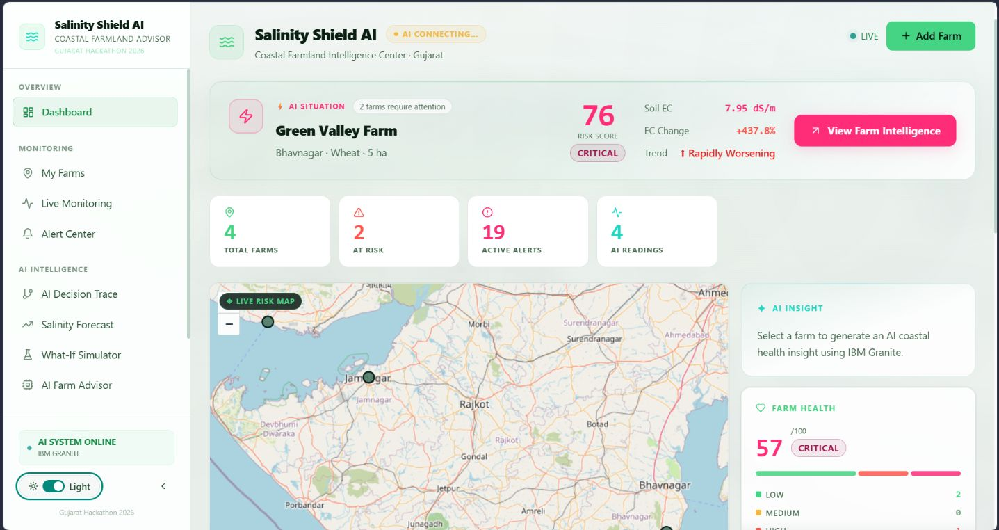 Salinity Shield AI
COASTAL FARMLAND ADVISOR
GUJARAT HACKATHON 2026
OVERVIEW
Dashboard
MONITORING
My Farms
Live Monitoring
Alert Center
AI INTELLIGENCE
AI Decision Trace
Salinity Forecast
What-If Simulator
AI Farm Advisor
AI SYSTEM ONLINE
IBM GRANITE
Light
Gujarat Hackathon 2026
Salinity Shield AI
AI CONNECTING...
Coastal Farmland Intelligence Center · Gujarat
LIVE
+ Add Farm
AI SITUATION
2 farms require attention
Green Valley Farm
Bhavnagar · Wheat · 5 ha
76
RISK SCORE
CRITICAL
Soil EC 7.95 dS/m
EC Change +437.8%
Trend ↑ Rapidly Worsening
View Farm Intelligence
4
TOTAL FARMS
2
AT RISK
19
ACTIVE ALERTS
4
AI READINGS
LIVE RISK MAP
−
Morbi
Surendranagar
Surendranagar
Ahmedabad
Jamnagar
Rajkot
Devbhumi
Dwaraka
Rajkot
Botad
Gondal
Jetpur
Bhavnagar
Porbandar
Amreli
Bhavnagar
Junagadh
AI INSIGHT
Select a farm to generate an AI coastal
health insight using IBM Granite.
FARM HEALTH
57
/100
CRITICAL
LOW 2
MEDIUM 0